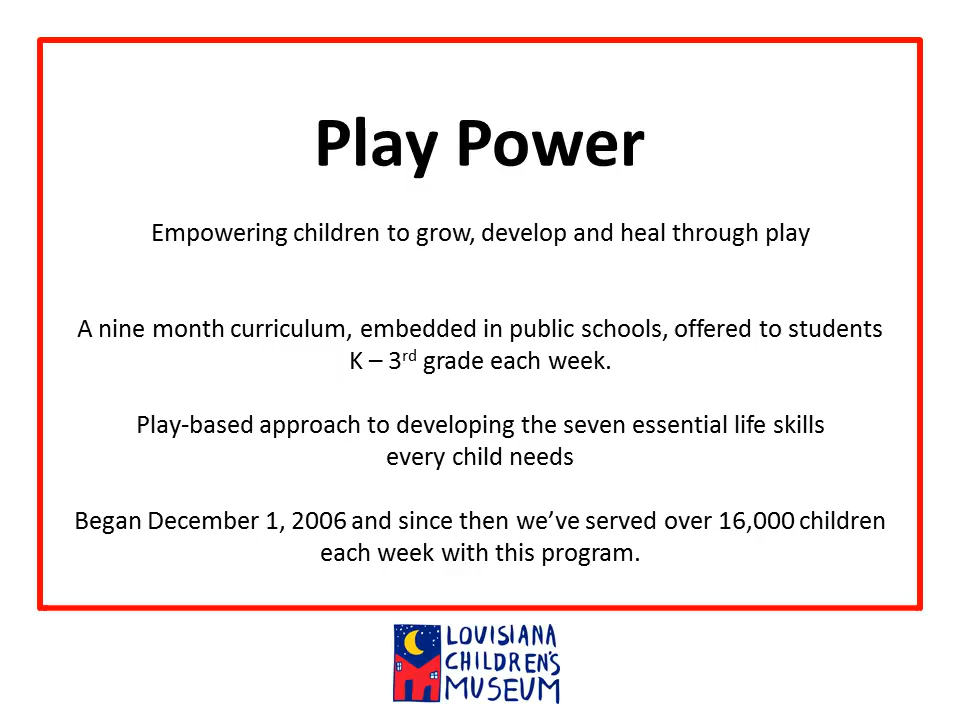 Play Power
Empowering children to grow, develop and heal through play
A nine month curriculum, embedded in public schools, offered to students
K – 3rd grade each week.
Play-based approach to developing the seven essential life skills
every child needs
Began December 1, 2006 and since then we’ve served over 16,000 children
each week with this program.
LOUISIANA
CHILDREN'S
MUSEUM